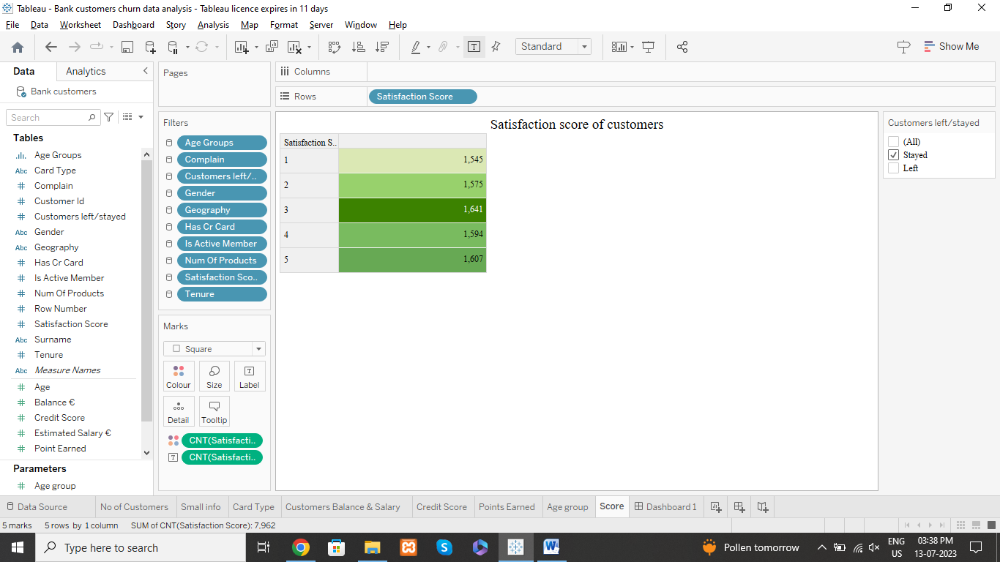 Tableau - Bank customers churn data analysis - Tableau licence expires in 11 days
File Data Worksheet Dashboard Story Analysis Map Format Server Window Help
Standard
Show Me
Data Analytics
Bank customers
Search
Tables
Age Groups
Abc Card Type
Complain
Customer Id
Customers left/stayed
Abc Gender
Abc Geography
Has Cr Card
Is Active Member
Num Of Products
Row Number
Satisfaction Score
Abc Surname
Tenure
Abc Measure Names
Age
Balance €
Credit Score
Estimated Salary €
Point Earned
Parameters
Age group
Pages
Filters
Age Groups
Complain
Customers left/..
Gender
Geography
Has Cr Card
Is Active Member
Num Of Products
Satisfaction Sco..
Tenure
Marks
Square
Colour Size Label
Detail Tooltip
CNT(Satisfacti..
CNT(Satisfacti..
Columns
Rows Satisfaction Score
Satisfaction score of customers
Satisfaction S..
1 1,545
2 1,575
3 1,641
4 1,594
5 1,607
Customers left/stayed
(All)
Stayed
Left
Data Source No of Customers Small info Card Type Customers Balance & Salary Credit Score Points Earned Age group Score Dashboard 1
5 marks 5 rows by 1 column SUM of CNT(Satisfaction Score): 7,962
Type here to search
Pollen tomorrow
ENG
US
03:38 PM
13-07-2023